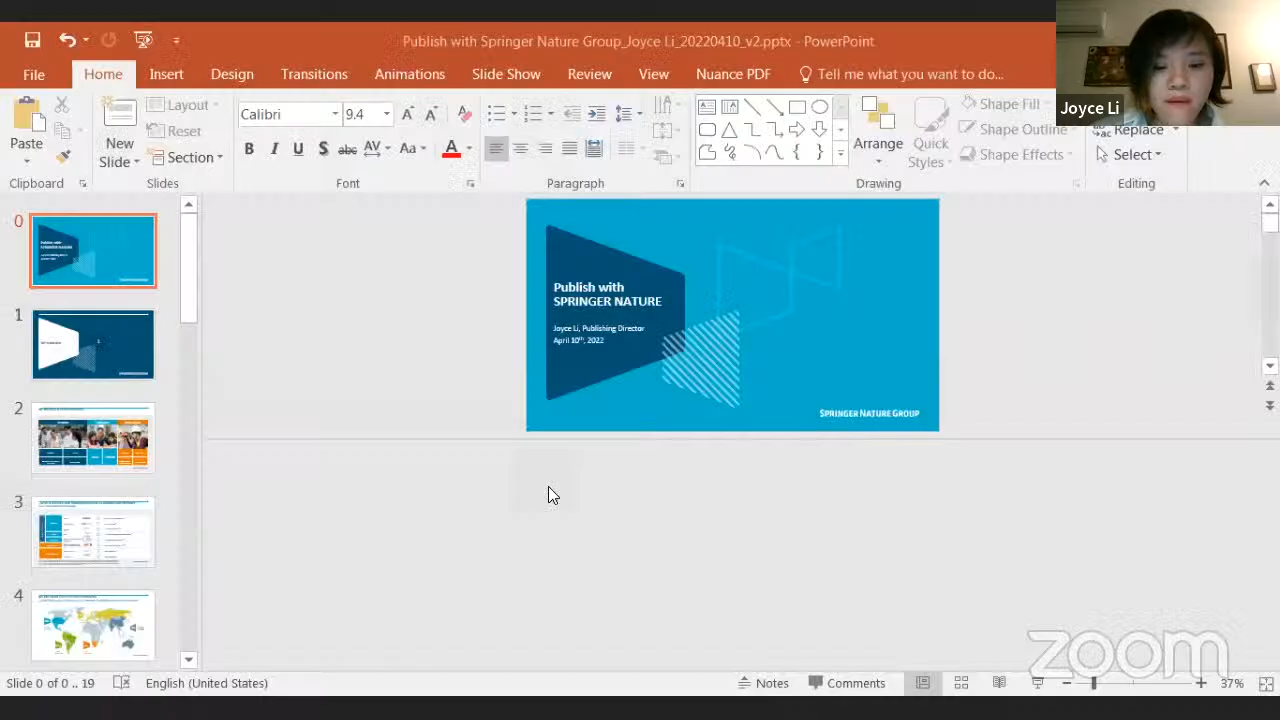 Publish with Springer Nature Group_Joyce Li_20220410_v2.pptx - PowerPoint
File Home Insert Design Transitions Animations Slide Show Review View Nuance PDF Tell me what you want to do...
Joyce Li
Paste
Clipboard
New
Slide
Layout
Reset
Section
Slides
Calibri 9.4
B I U S abc AV Aa A
Font
Paragraph
Arrange
Quick
Styles
Shape Fill
Shape Outline
Shape Effects
Drawing
Replace
Select
Editing
0
1
2
3
4
Publish with
SPRINGER NATURE
Joyce Li, Publishing Director
April 10th, 2022
SPRINGER NATURE GROUP
zoom
Slide 0 of 0 .. 19 English (United States) Notes Comments 37%